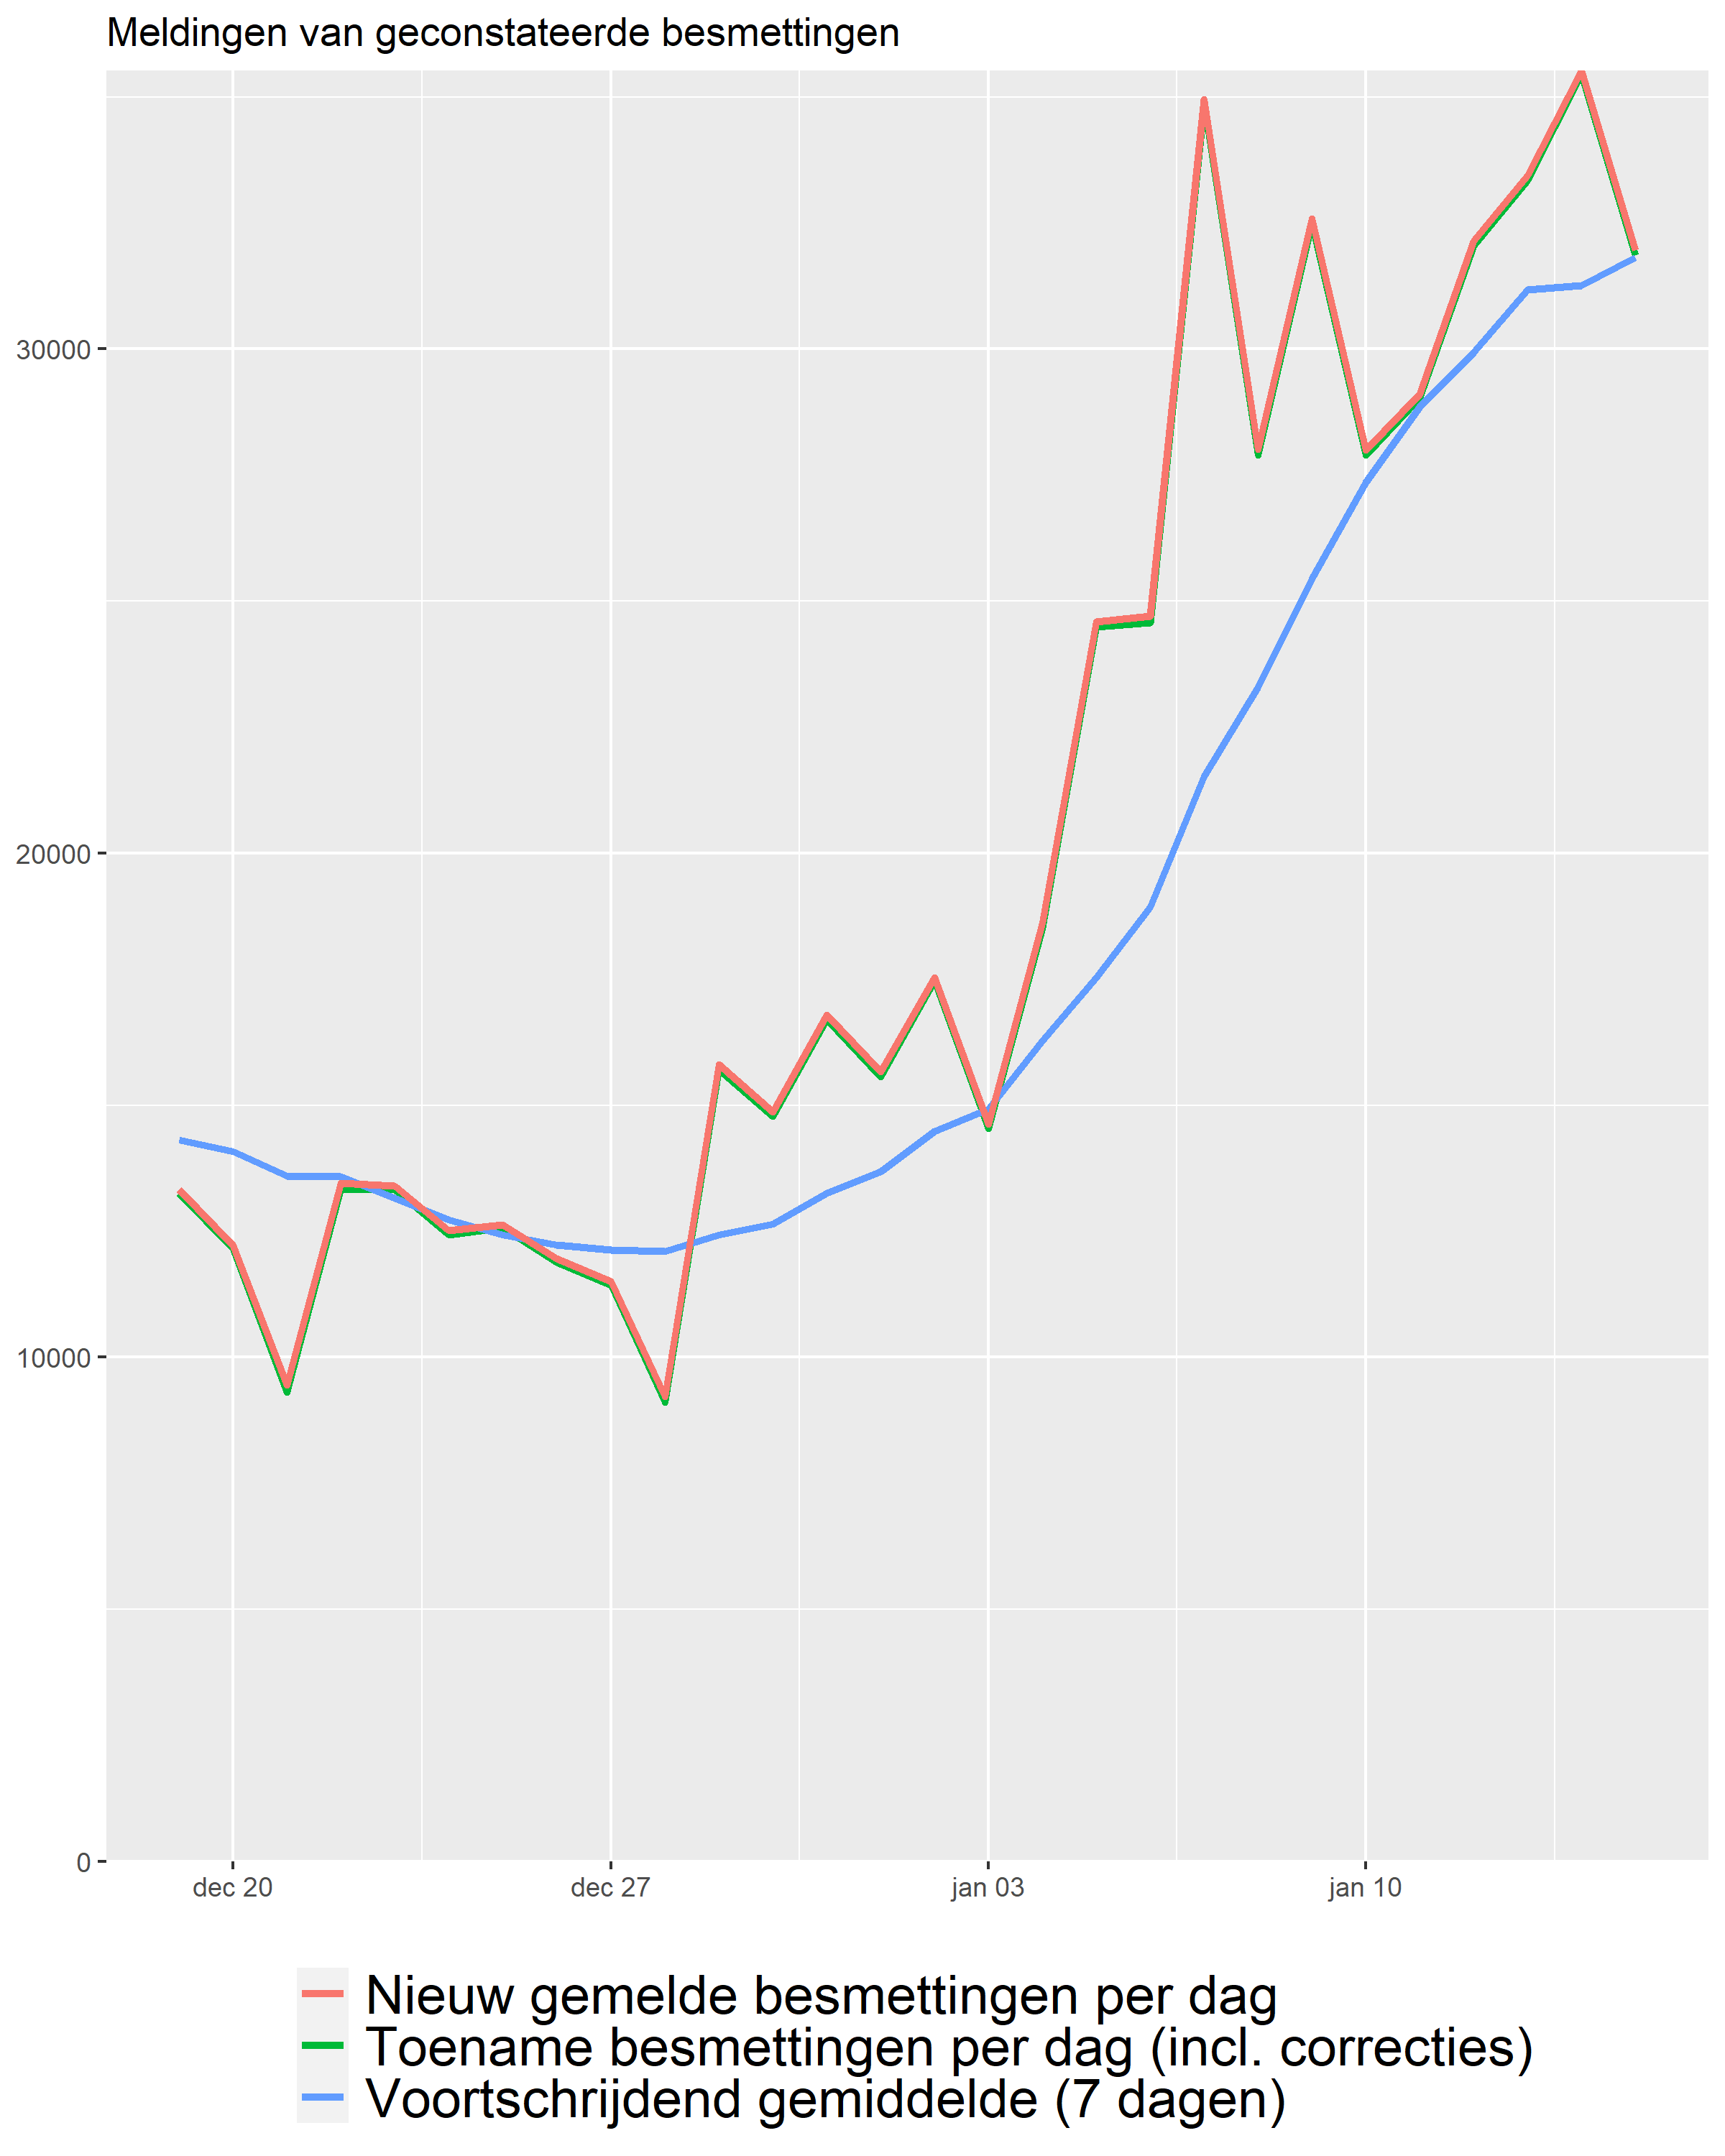 Meldingen van geconstateerde besmettingen
30000
20000
10000
0
dec 20
dec 27
jan 03
jan 10
Nieuw gemelde besmettingen per dag
Toename besmettingen per dag (incl. correcties)
Voortschrijdend gemiddelde (7 dagen)